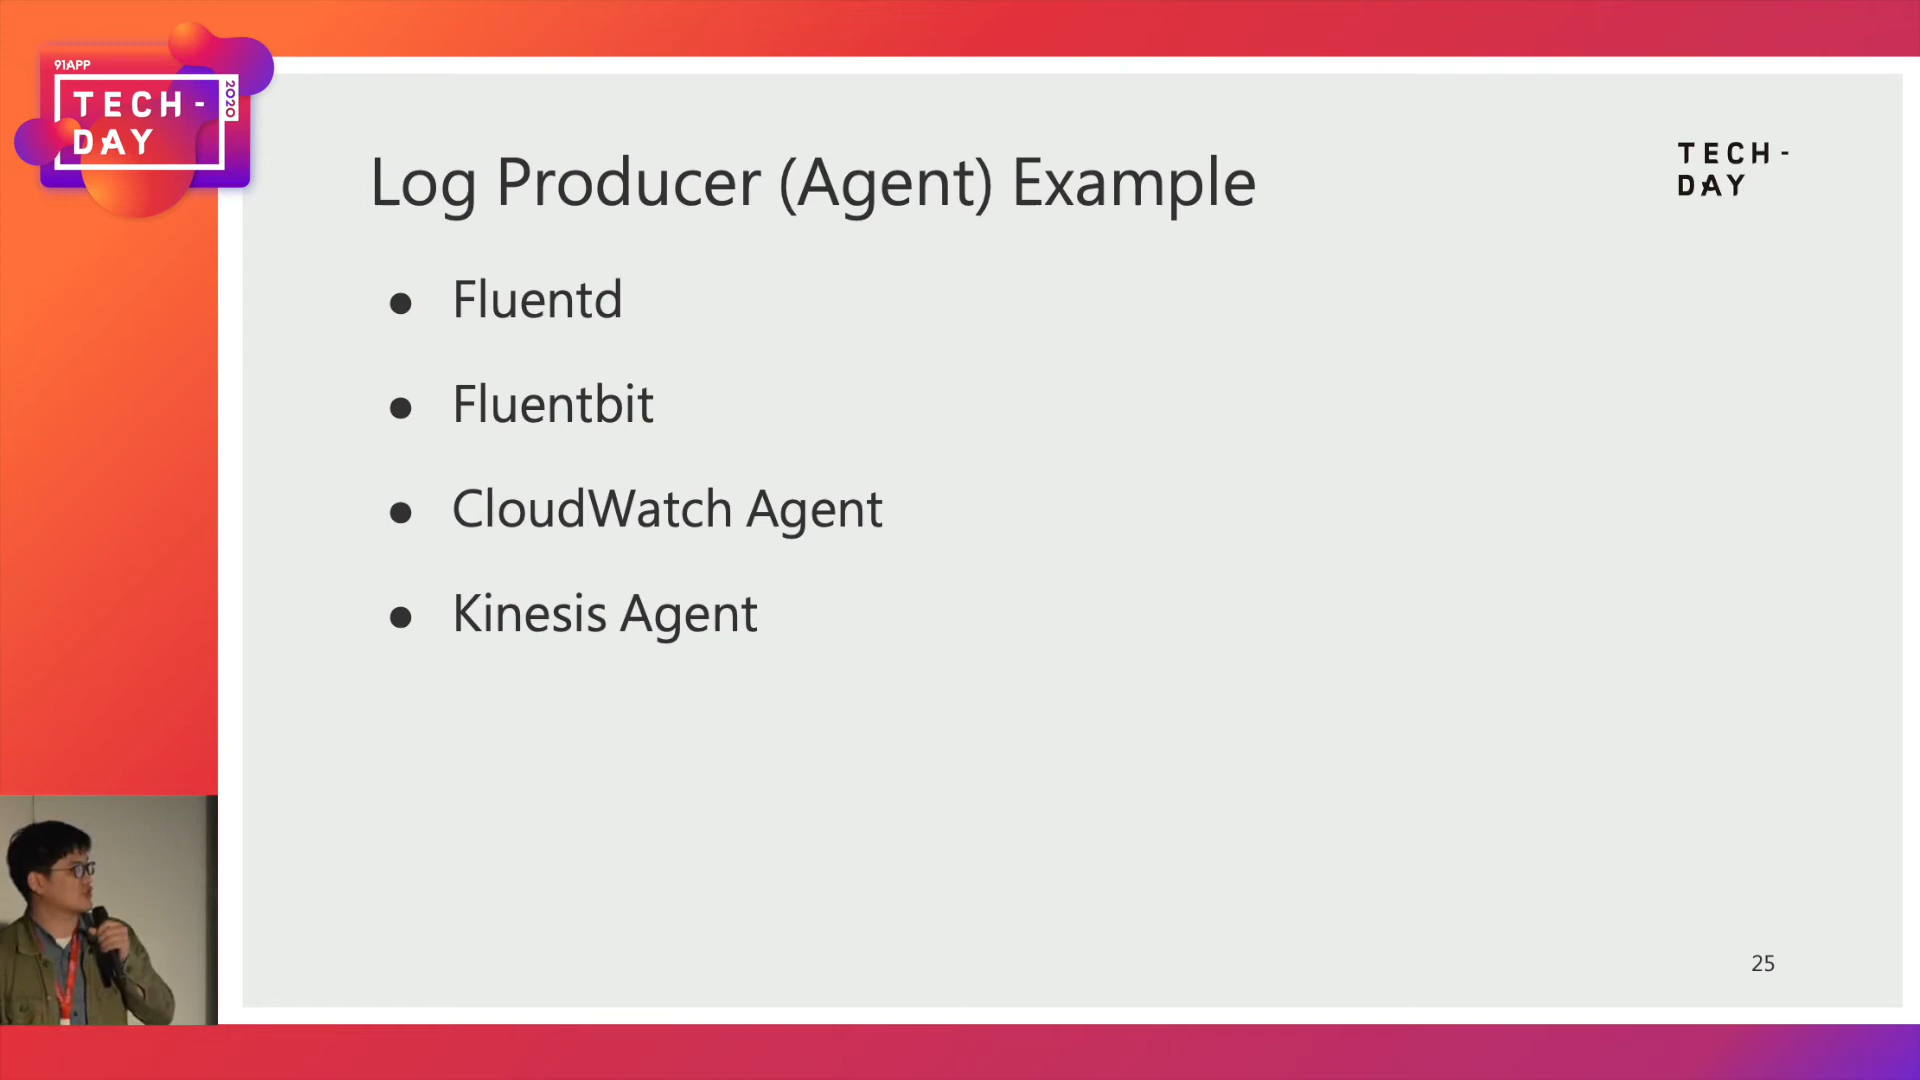 91APP
TECH-
DAY
2020
Log Producer (Agent) Example
TECH-
DAY
● Fluentd
● Fluentbit
● CloudWatch Agent
● Kinesis Agent
25